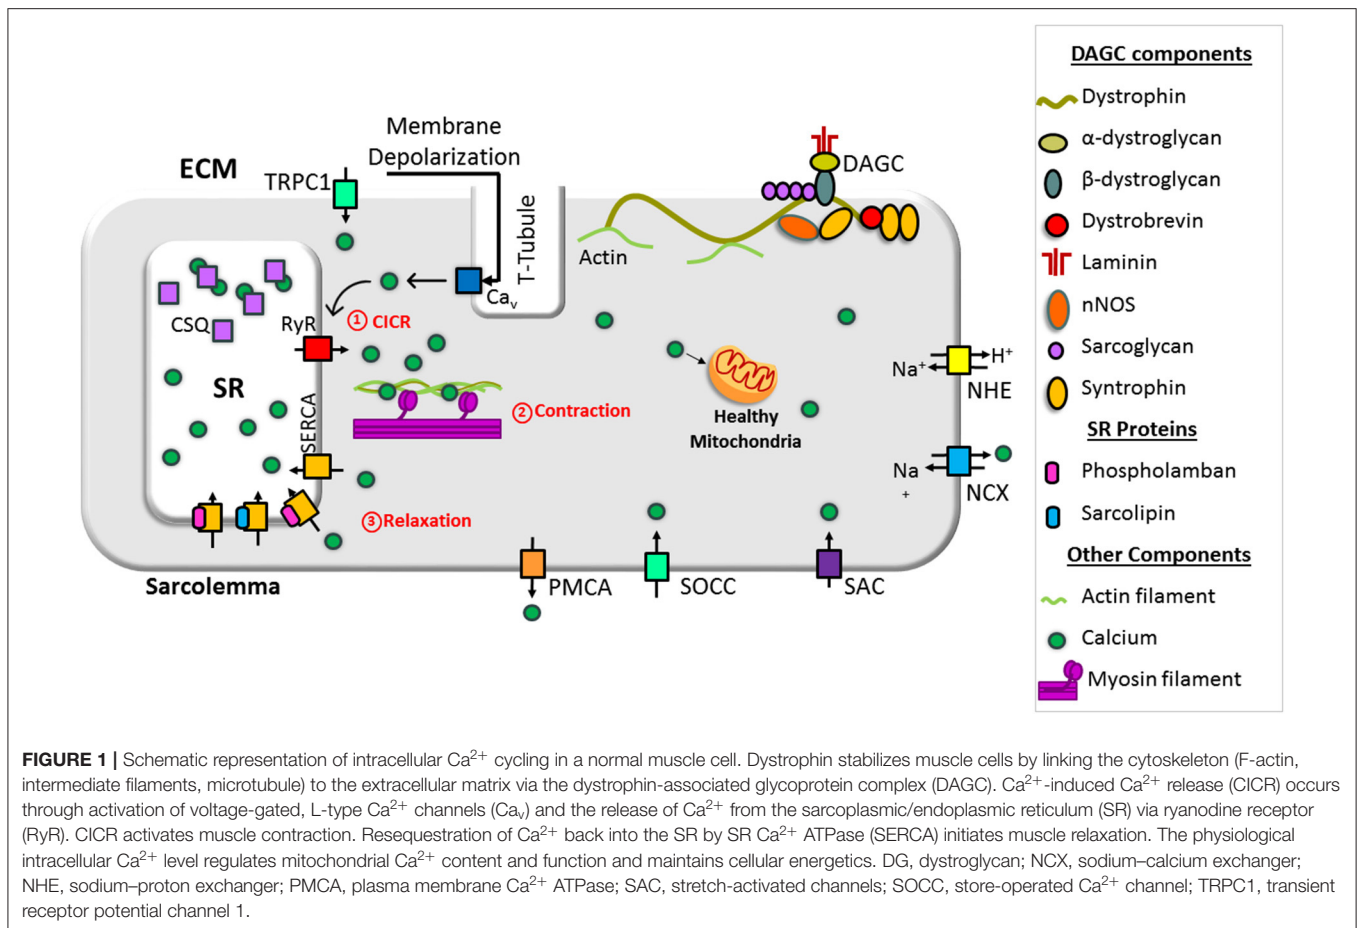 ECM
Membrane
Depolarization
TRPC1
T-Tubule
Ca_v
DAGC
Actin
CSQ
RyR
① CICR
SR
SERCA
② Contraction
③ Relaxation
Healthy
Mitochondria
Na⁺
H⁺
NHE
Na
+
NCX
Sarcolemma
PMCA
SOCC
SAC
DAGC components
Dystrophin
α-dystroglycan
β-dystroglycan
Dystrobrevin
Laminin
nNOS
Sarcoglycan
Syntrophin
SR Proteins
Phospholamban
Sarcolipin
Other Components
Actin filament
Calcium
Myosin filament
FIGURE 1 | Schematic representation of intracellular Ca²⁺ cycling in a normal muscle cell. Dystrophin stabilizes muscle cells by linking the cytoskeleton (F-actin,
intermediate filaments, microtubule) to the extracellular matrix via the dystrophin-associated glycoprotein complex (DAGC). Ca²⁺-induced Ca²⁺ release (CICR) occurs
through activation of voltage-gated, L-type Ca²⁺ channels (Ca_v) and the release of Ca²⁺ from the sarcoplasmic/endoplasmic reticulum (SR) via ryanodine receptor
(RyR). CICR activates muscle contraction. Resequestration of Ca²⁺ back into the SR by SR Ca²⁺ ATPase (SERCA) initiates muscle relaxation. The physiological
intracellular Ca²⁺ level regulates mitochondrial Ca²⁺ content and function and maintains cellular energetics. DG, dystroglycan; NCX, sodium–calcium exchanger;
NHE, sodium–proton exchanger; PMCA, plasma membrane Ca²⁺ ATPase; SAC, stretch-activated channels; SOCC, store-operated Ca²⁺ channel; TRPC1, transient
receptor potential channel 1.